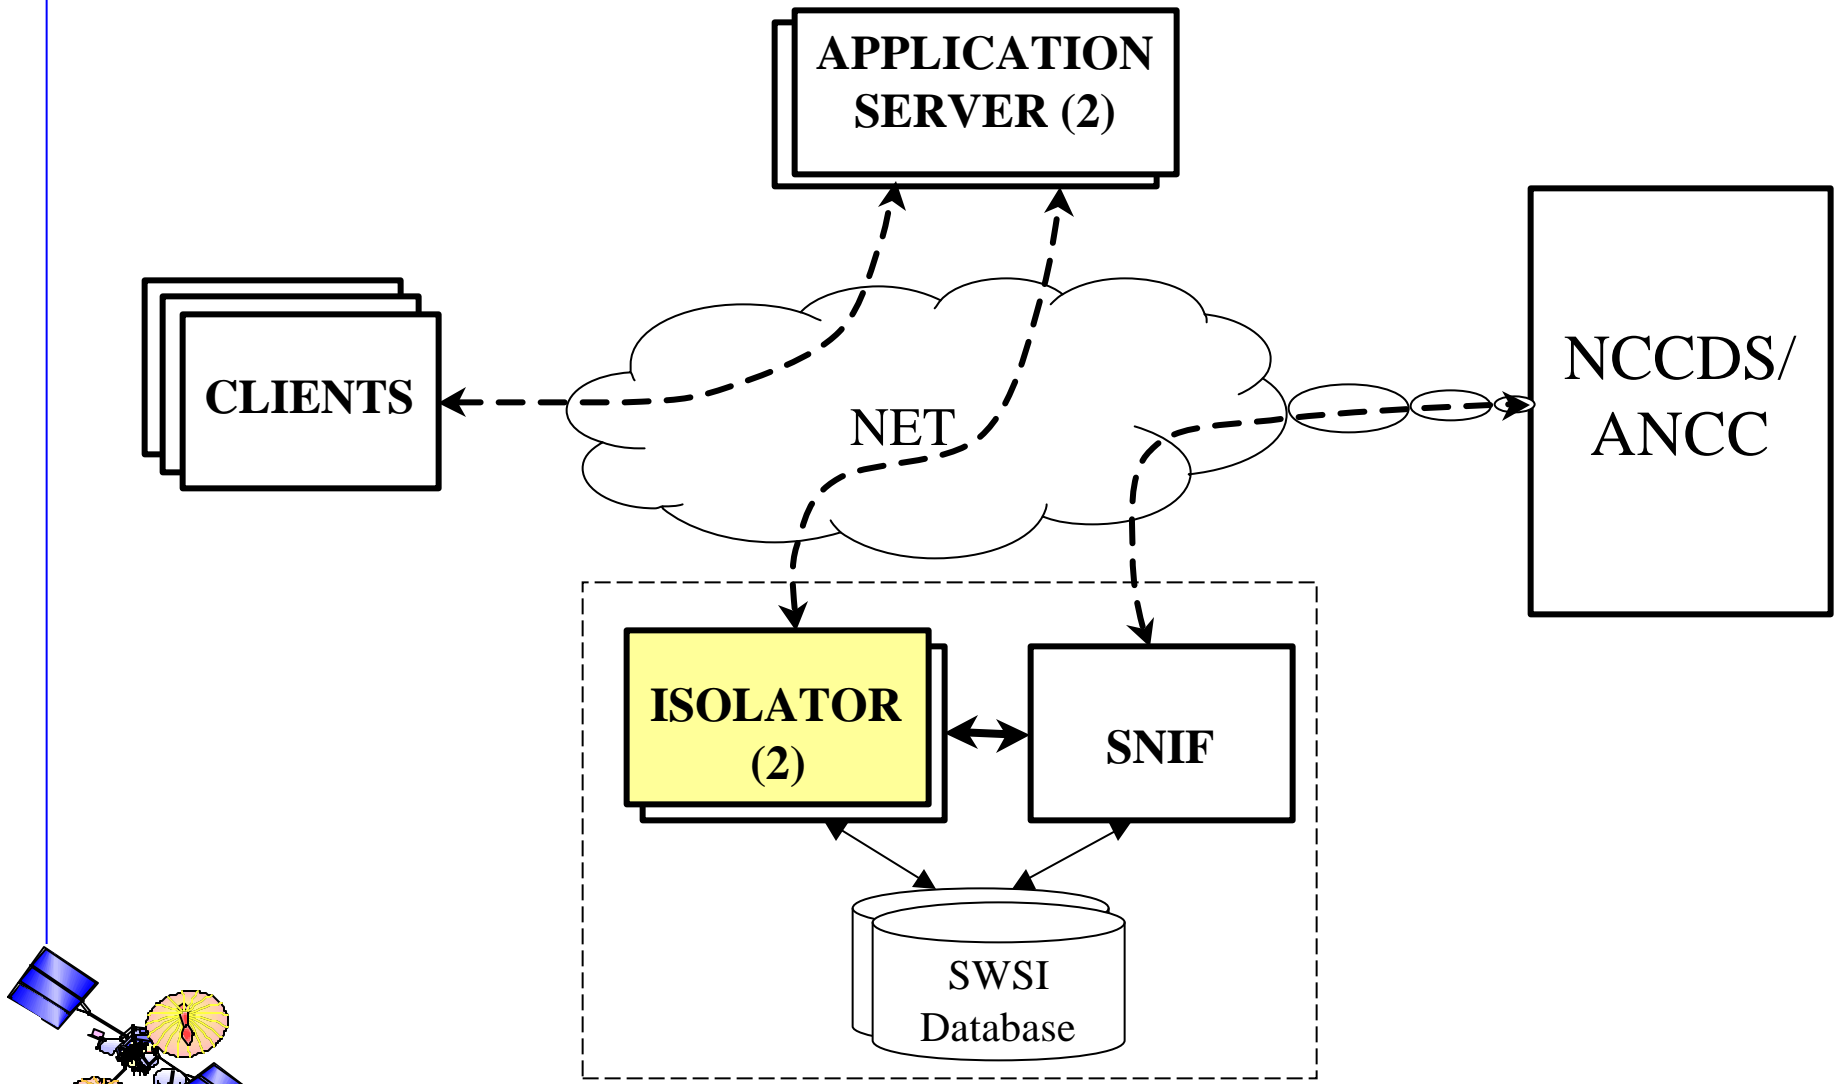 APPLICATION
SERVER (2)
CLIENTS
NET
NCCDS/
ANCC
ISOLATOR
(2)
SNIF
SWSI
Database